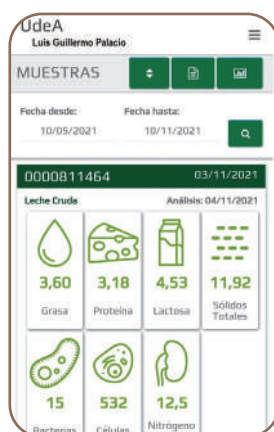 UdeA
Luis Guillermo Palacio
MUESTRAS
Fecha desde: Fecha hasta:
10/05/2021 10/11/2021
0000811464 03/11/2021
Leche Cruda Análisis: 04/11/2021
3,60 3,18 4,53 11,92
Grasa Proteína Lactosa Sólidos Totales
15 532 12,5
Bacterias Células Nitrógeno